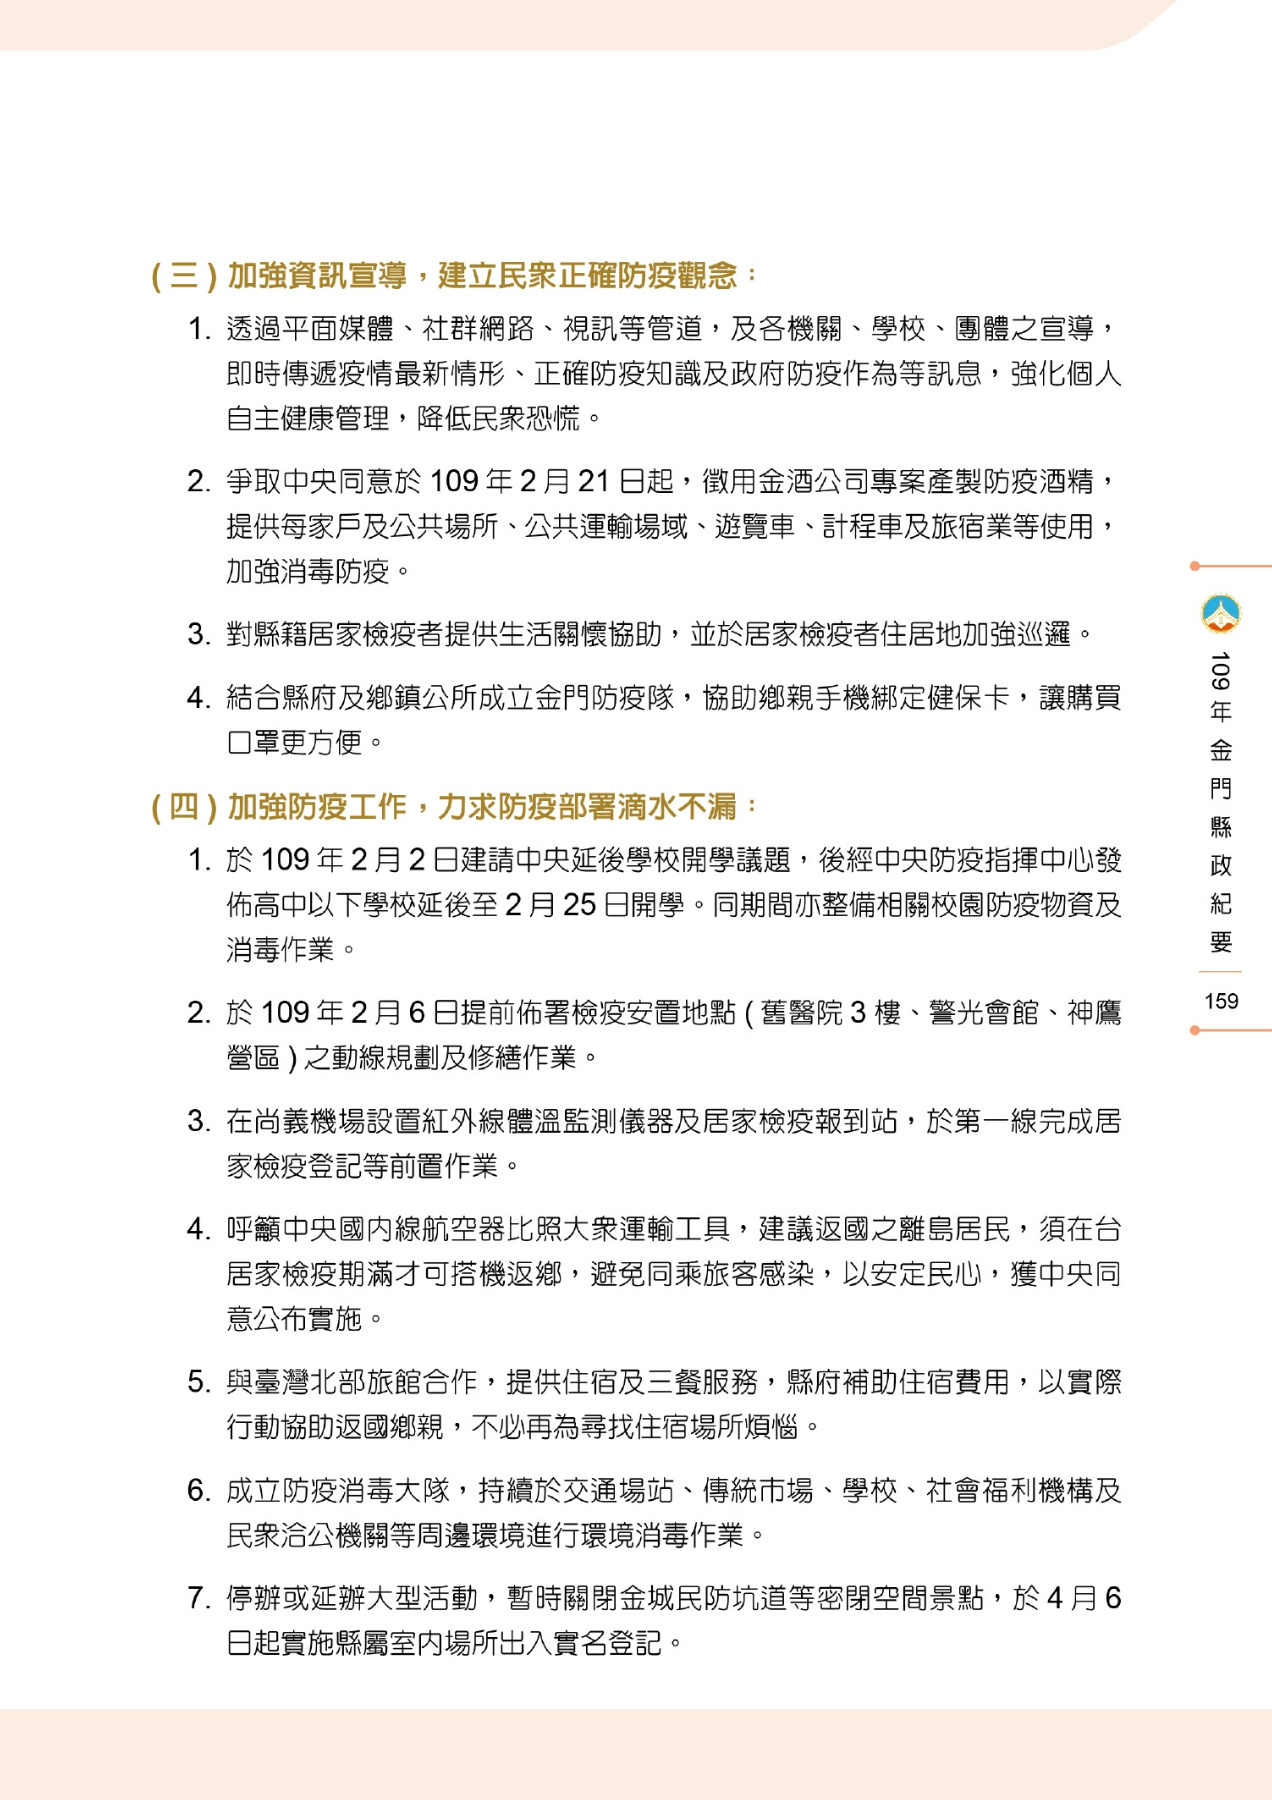 (三)加強資訊宣導，建立民眾正確防疫觀念：
1. 透過平面媒體、社群網路、視訊等管道，及各機關、學校、團體之宣導，
即時傳遞疫情最新情形、正確防疫知識及政府防疫作為等訊息，強化個人
自主健康管理，降低民眾恐慌。
2. 爭取中央同意於 109 年 2 月 21 日起，徵用金酒公司專案產製防疫酒精，
提供每家戶及公共場所、公共運輸場域、遊覽車、計程車及旅宿業等使用，
加強消毒防疫。
3. 對縣籍居家檢疫者提供生活關懷協助，並於居家檢疫者住居地加強巡邏。
4. 結合縣府及鄉鎮公所成立金門防疫隊，協助鄉親手機綁定健保卡，讓購買
口罩更方便。
(四)加強防疫工作，力求防疫部署滴水不漏：
1. 於 109 年 2 月 2 日建請中央延後學校開學議題，後經中央防疫指揮中心發
佈高中以下學校延後至 2 月 25 日開學。同期間亦整備相關校園防疫物資及
消毒作業。
2. 於 109 年 2 月 6 日提前佈署檢疫安置地點 ( 舊醫院 3 樓、警光會館、神鷹
營區 ) 之動線規劃及修繕作業。
3. 在尚義機場設置紅外線體溫監測儀器及居家檢疫報到站，於第一線完成居
家檢疫登記等前置作業。
4. 呼籲中央國內線航空器比照大眾運輸工具，建議返國之離島居民，須在台
居家檢疫期滿才可搭機返鄉，避免同乘旅客感染，以安定民心，獲中央同
意公布實施。
5. 與臺灣北部旅館合作，提供住宿及三餐服務，縣府補助住宿費用，以實際
行動協助返國鄉親，不必再為尋找住宿場所煩惱。
6. 成立防疫消毒大隊，持續於交通場站、傳統市場、學校、社會福利機構及
民眾洽公機關等周邊環境進行環境消毒作業。
7. 停辦或延辦大型活動，暫時關閉金城民防坑道等密閉空間景點，於 4 月 6
日起實施縣屬室內場所出入實名登記。
109年金門縣政紀要
159